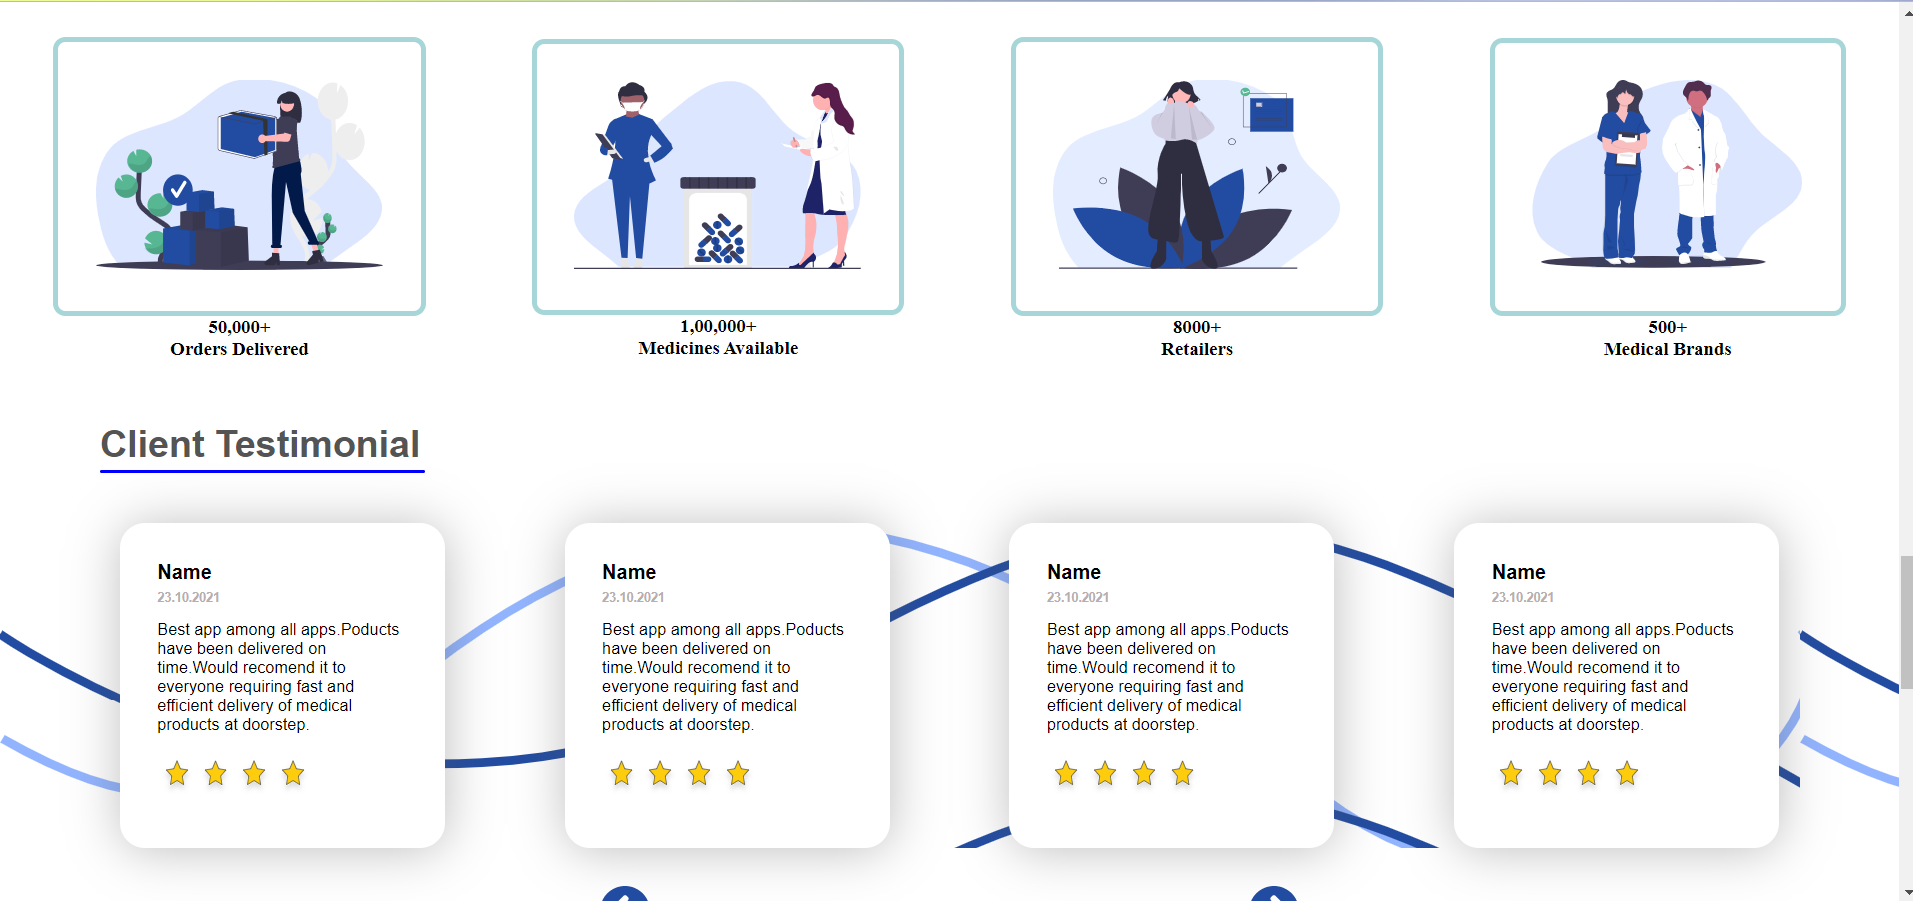 50,000+
Orders Delivered
1,00,000+
Medicines Available
8000+
Retailers
500+
Medical Brands
Client Testimonial
Name
23.10.2021
Best app among all apps.Poducts
have been delivered on
time.Would recomend it to
everyone requiring fast and
efficient delivery of medical
products at doorstep.
Name
23.10.2021
Best app among all apps.Poducts
have been delivered on
time.Would recomend it to
everyone requiring fast and
efficient delivery of medical
products at doorstep.
Name
23.10.2021
Best app among all apps.Poducts
have been delivered on
time.Would recomend it to
everyone requiring fast and
efficient delivery of medical
products at doorstep.
Name
23.10.2021
Best app among all apps.Poducts
have been delivered on
time.Would recomend it to
everyone requiring fast and
efficient delivery of medical
products at doorstep.